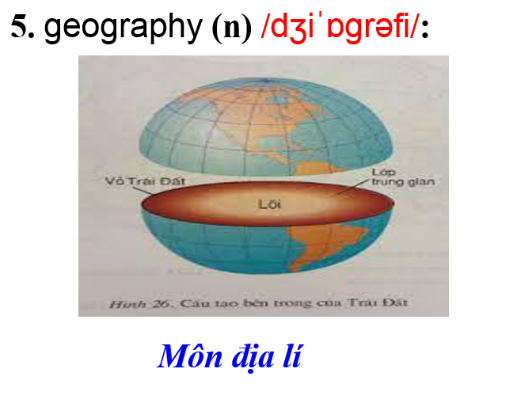 5. geography (n) /dʒiˈɒɡrəfi/:
Vỏ Trái Đất
Lớp
trung gian
Lõi
Hình 26. Cấu tạo bên trong của Trái Đất
Môn địa lí